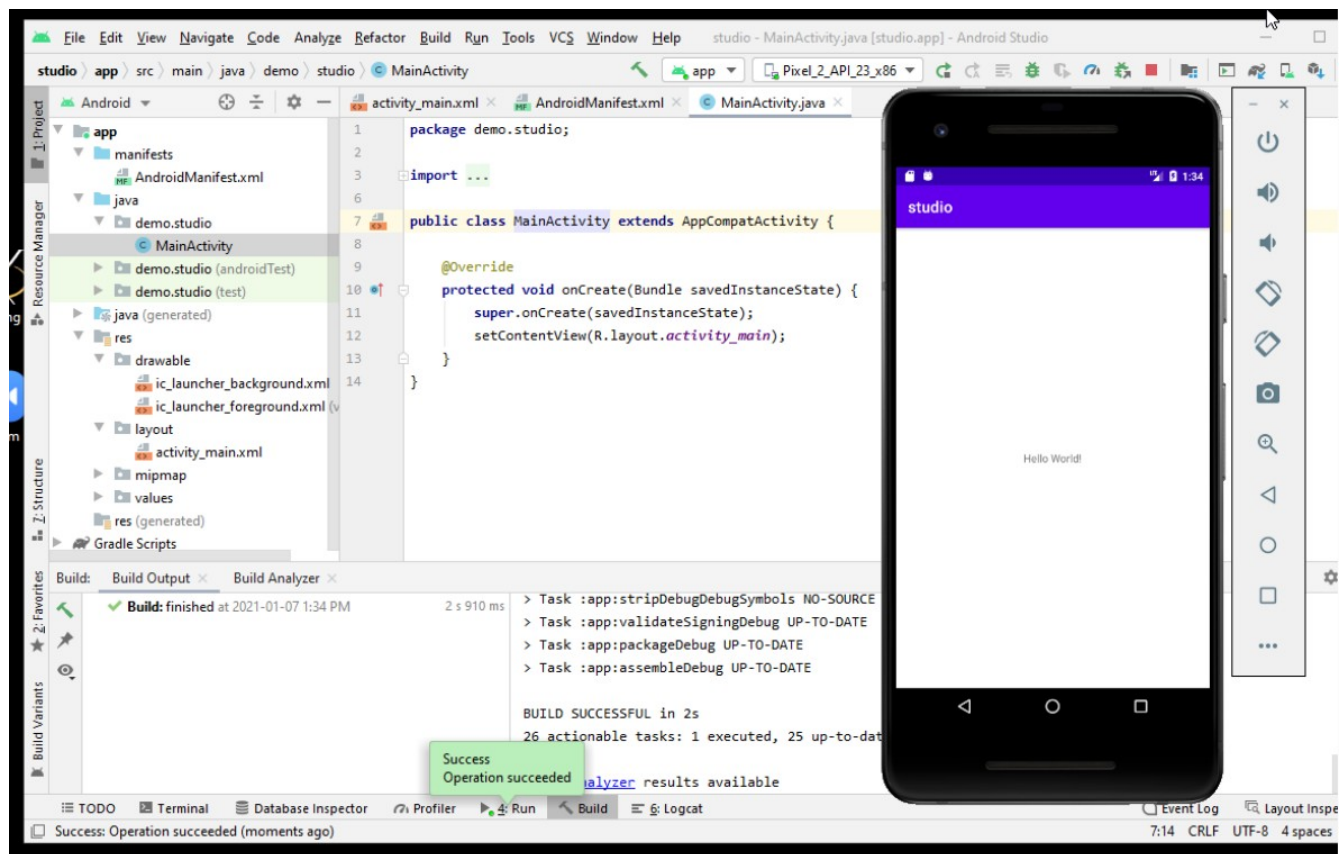 File Edit View Navigate Code Analyze Refactor Build Run Tools VCS Window Help studio - MainActivity.java [studio.app] - Android Studio
studio app src main java demo studio MainActivity app Pixel_2_API_23_x86
1: Project
Resource Manager
Z: Structure
2: Favorites
Build Variants
Android
app
manifests
AndroidManifest.xml
java
demo.studio
MainActivity
demo.studio (androidTest)
demo.studio (test)
java (generated)
res
drawable
ic_launcher_background.xml
ic_launcher_foreground.xml (v
layout
activity_main.xml
mipmap
values
res (generated)
Gradle Scripts
activity_main.xml AndroidManifest.xml MainActivity.java
1 package demo.studio;
2
3 import ...
6
7 public class MainActivity extends AppCompatActivity {
8
9 @Override
10 protected void onCreate(Bundle savedInstanceState) {
11 super.onCreate(savedInstanceState);
12 setContentView(R.layout.activity_main);
13 }
14 }
1:34
studio
Hello World!
Build: Build Output Build Analyzer
Build: finished at 2021-01-07 1:34 PM 2 s 910 ms
> Task :app:stripDebugDebugSymbols NO-SOURCE
> Task :app:validateSigningDebug UP-TO-DATE
> Task :app:packageDebug UP-TO-DATE
> Task :app:assembleDebug UP-TO-DATE
BUILD SUCCESSFUL in 2s
26 actionable tasks: 1 executed, 25 up-to-dat
alyzer results available
Success
Operation succeeded
TODO Terminal Database Inspector Profiler 4: Run Build 6: Logcat Event Log Layout Inspe
Success: Operation succeeded (moments ago) 7:14 CRLF UTF-8 4 spaces